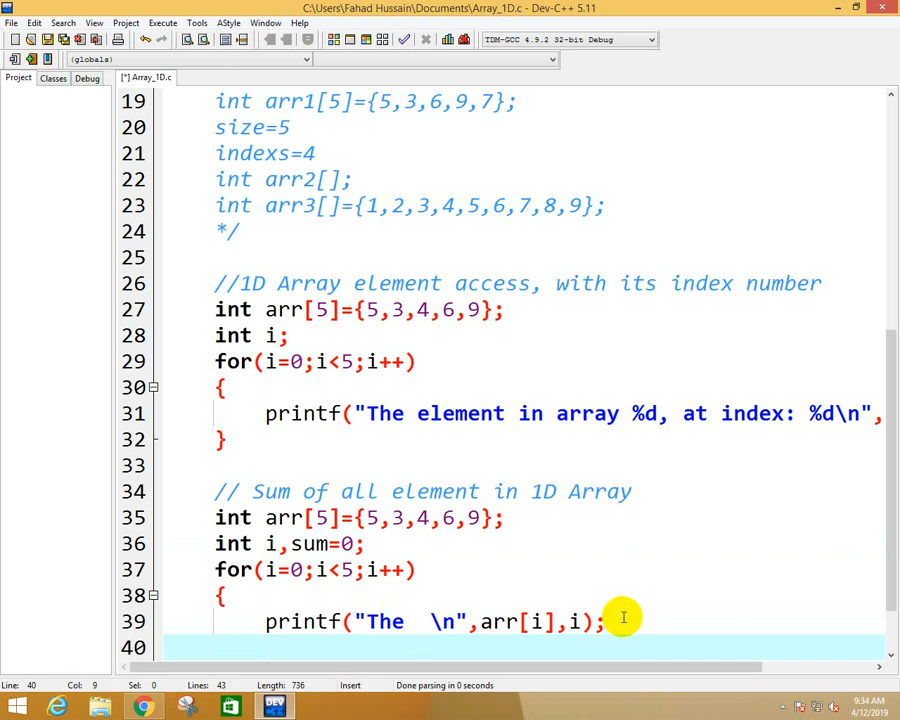 C:\Users\Fahad Hussain\Documents\Array_1D.c - Dev-C++ 5.11
File Edit Search View Project Execute Tools AStyle Window Help
TDM-GCC 4.9.2 32-bit Debug
(globals)
Project Classes Debug
[*] Array_1D.c
19 int arr1[5]={5,3,6,9,7};
20 size=5
21 indexs=4
22 int arr2[];
23 int arr3[]={1,2,3,4,5,6,7,8,9};
24 */
25
26 //1D Array element access, with its index number
27 int arr[5]={5,3,4,6,9};
28 int i;
29 for(i=0;i<5;i++)
30 {
31 printf("The element in array %d, at index: %d\n",
32 }
33
34 // Sum of all element in 1D Array
35 int arr[5]={5,3,4,6,9};
36 int i,sum=0;
37 for(i=0;i<5;i++)
38 {
39 printf("The  \n",arr[i],i);
40
Line: 40 Col: 9 Sel: 0 Lines: 43 Length: 736 Insert Done parsing in 0 seconds
DEV
9:34 AM
4/12/2019